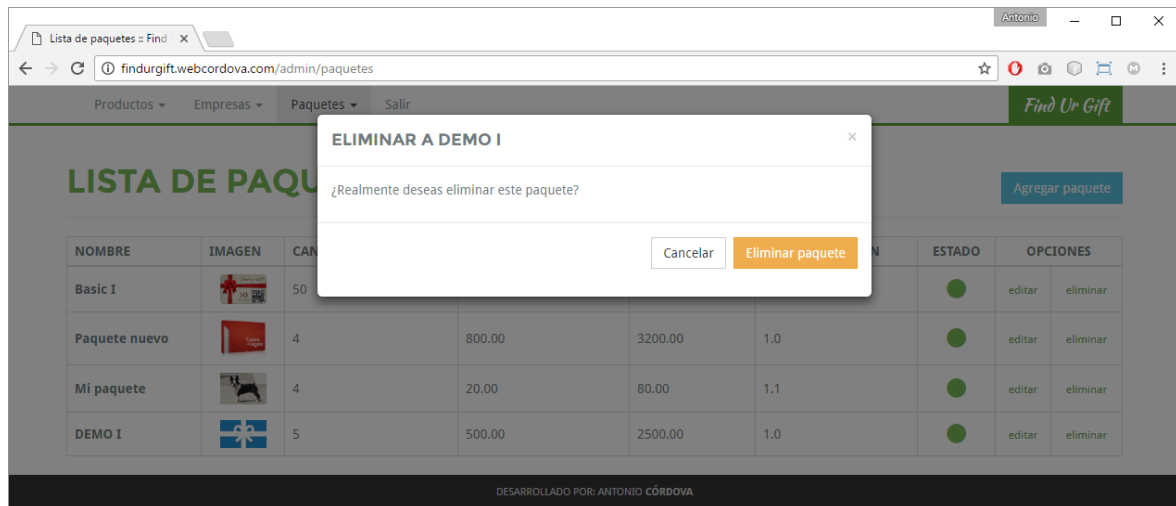 Antonio
Lista de paquetes :: Find
findurgift.webcordova.com/admin/paquetes
Productos Empresas Paquetes Salir
Find Ur Gift
ELIMINAR A DEMO I ×
LISTA DE PAQU
¿Realmente deseas eliminar este paquete?
Agregar paquete
Cancelar Eliminar paquete
NOMBRE IMAGEN CAN N ESTADO OPCIONES
Basic I 50 editar eliminar
Paquete nuevo 4 800.00 3200.00 1.0 editar eliminar
Mi paquete 4 20.00 80.00 1.1 editar eliminar
DEMO I 5 500.00 2500.00 1.0 editar eliminar
DESARROLLADO POR: ANTONIO CÓRDOVA